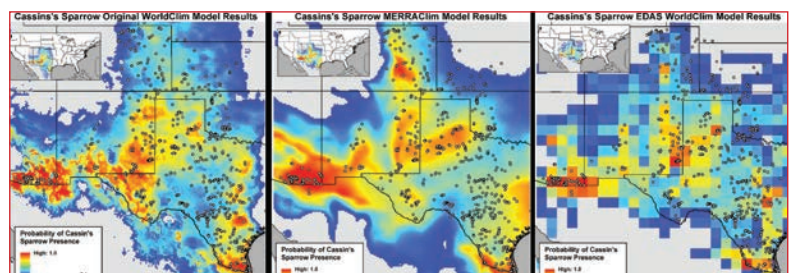 Cassins's Sparrow Original WorldClim Model Results
Cassins's Sparrow MERRAClim Model Results
Cassins's Sparrow EDAS WorldClim Model Results
Probability of Cassin's
Sparrow Presence
High: 1.0
Probability of Cassin's
Sparrow Presence
High: 1.0
Probability of Cassin's
Sparrow Presence
High: 1.0